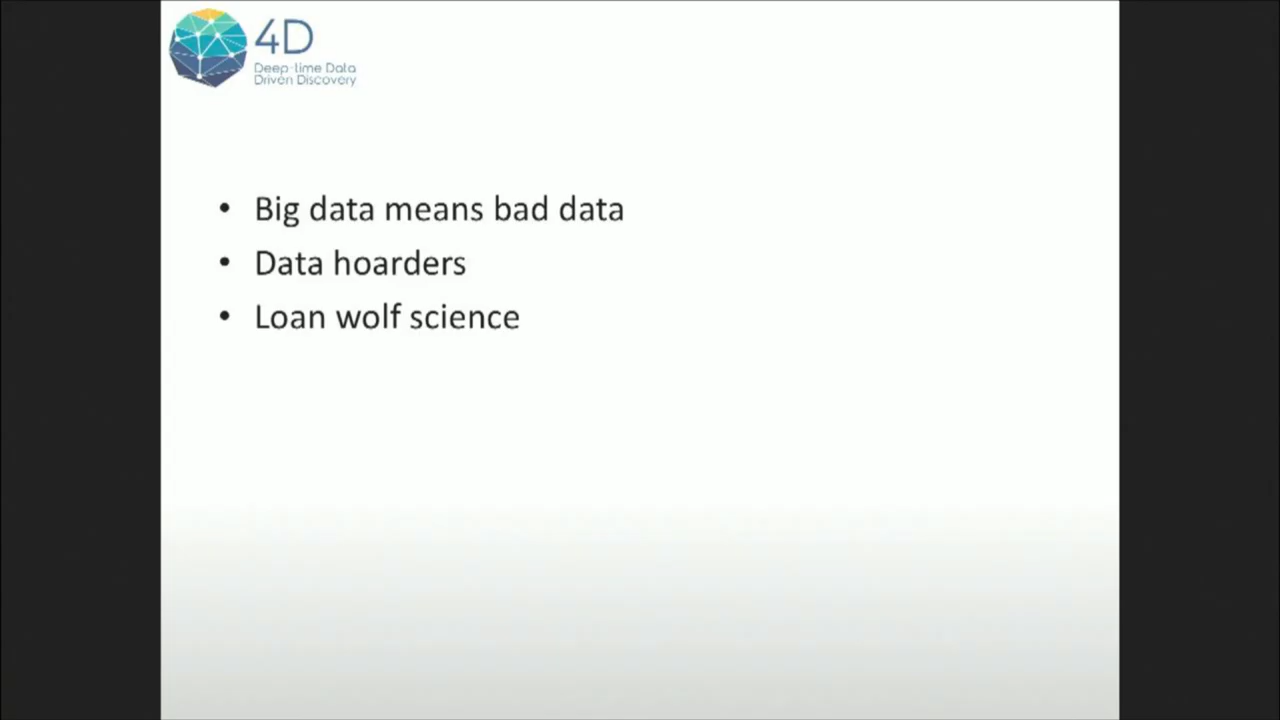 4D
Deep-time Data
Driven Discovery
• Big data means bad data
• Data hoarders
• Loan wolf science